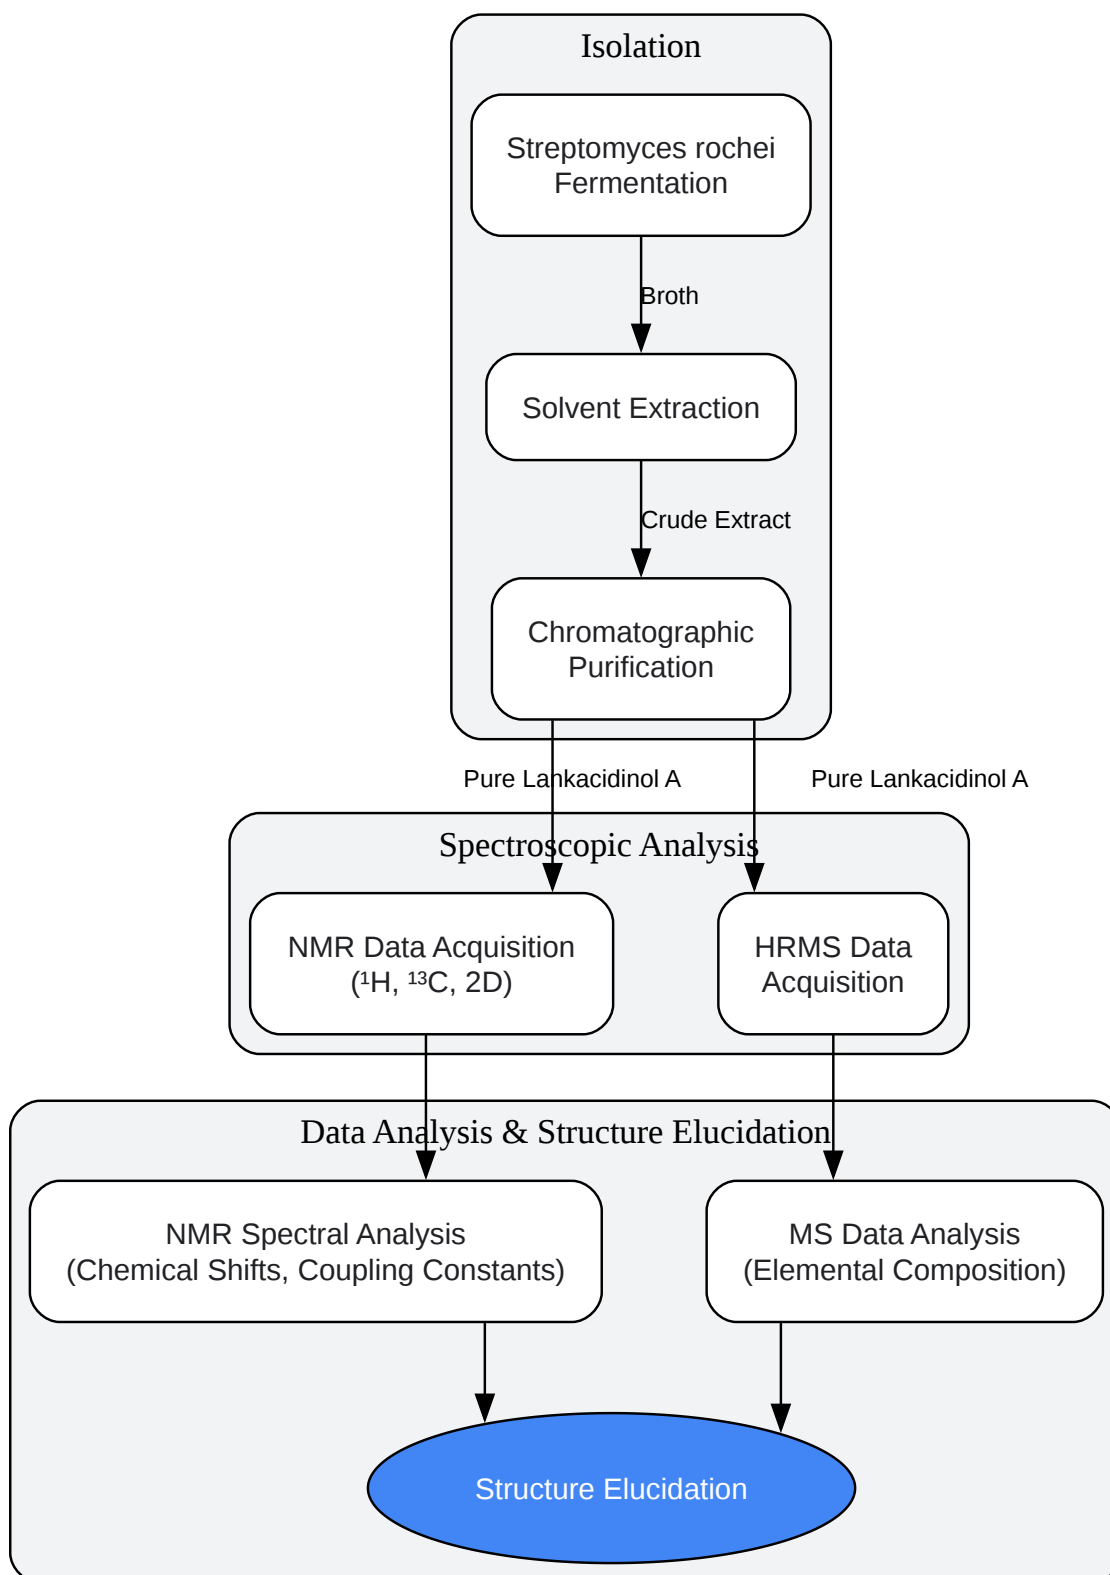 Isolation
Streptomyces rochei
Fermentation
Broth
Solvent Extraction
Crude Extract
Chromatographic
Purification
Pure Lankacidinol A
Pure Lankacidinol A
Spectroscopic Analysis
NMR Data Acquisition
(¹H, ¹³C, 2D)
HRMS Data
Acquisition
Data Analysis & Structure Elucidation
NMR Spectral Analysis
(Chemical Shifts, Coupling Constants)
MS Data Analysis
(Elemental Composition)
Structure Elucidation